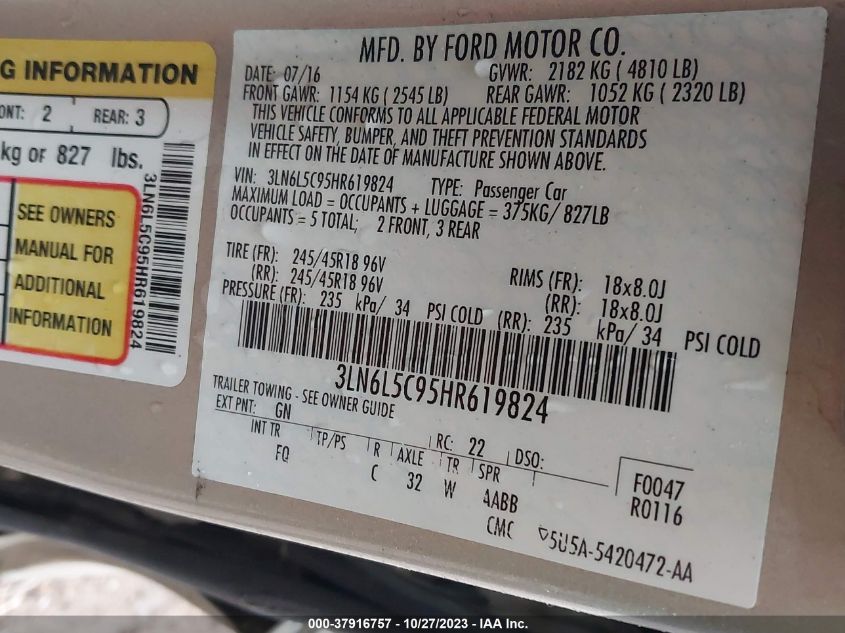 G INFORMATION
ONT: 2 REAR: 3
kg or 827 lbs.
SEE OWNERS
MANUAL FOR
ADDITIONAL
INFORMATION
3LN6L5C95HR619824
MFD. BY FORD MOTOR CO.
DATE: 07/16 GVWR: 2182 KG ( 4810 LB)
FRONT GAWR: 1154 KG ( 2545 LB) REAR GAWR: 1052 KG ( 2320 LB)
THIS VEHICLE CONFORMS TO ALL APPLICABLE FEDERAL MOTOR
VEHICLE SAFETY, BUMPER, AND THEFT PREVENTION STANDARDS
IN EFFECT ON THE DATE OF MANUFACTURE SHOWN ABOVE.
VIN: 3LN6L5C95HR619824 TYPE: Passenger Car
MAXIMUM LOAD = OCCUPANTS + LUGGAGE = 375KG/ 827LB
OCCUPANTS = 5 TOTAL; 2 FRONT, 3 REAR
TIRE (FR): 245/45R18 96V RIMS (FR): 18x8.0J
(RR): 245/45R18 96V (RR): 18x8.0J
PRESSURE (FR): 235 kPa/ 34 PSI COLD (RR): 235 kPa/ 34 PSI COLD
3LN6L5C95HR619824
TRAILER TOWING - SEE OWNER GUIDE
EXT PNT: GN RC: 22 DSO:
INT TR TP/PS R AXLE TR SPR
FQ C 32 W AABB
CMC
F0047
R0116
5U5A-5420472-AA
000-37916757 - 10/27/2023 - IAA Inc.